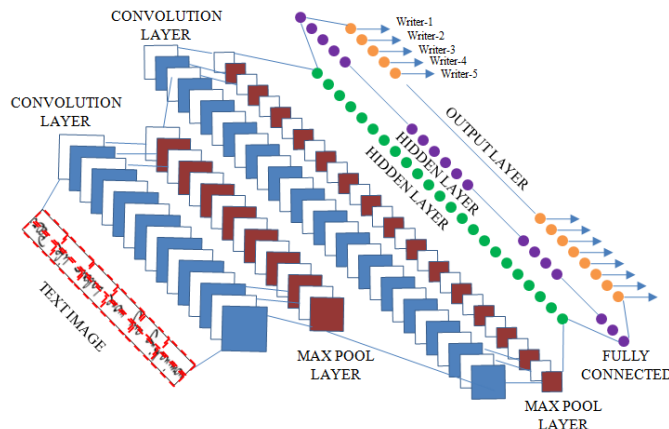 CONVOLUTION
LAYER
Writer-1
Writer-2
Writer-3
Writer-4
Writer-5
CONVOLUTION
LAYER
OUTPUT LAYER
HIDDEN LAYER
HIDDEN LAYER
TEXT IMAGE
MAX POOL
LAYER
FULLY
CONNECTED
MAX POOL
LAYER